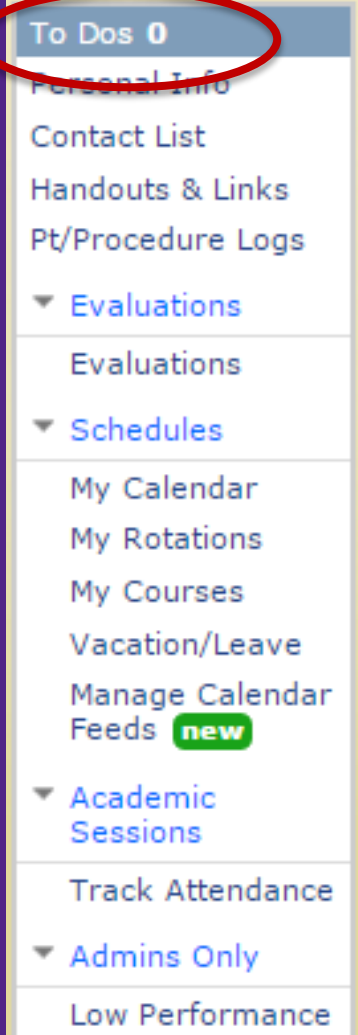 To Dos 0
Personal Info
Contact List
Handouts & Links
Pt/Procedure Logs
Evaluations
Evaluations
Schedules
My Calendar
My Rotations
My Courses
Vacation/Leave
Manage Calendar
Feeds new
Academic
Sessions
Track Attendance
Admins Only
Low Performance